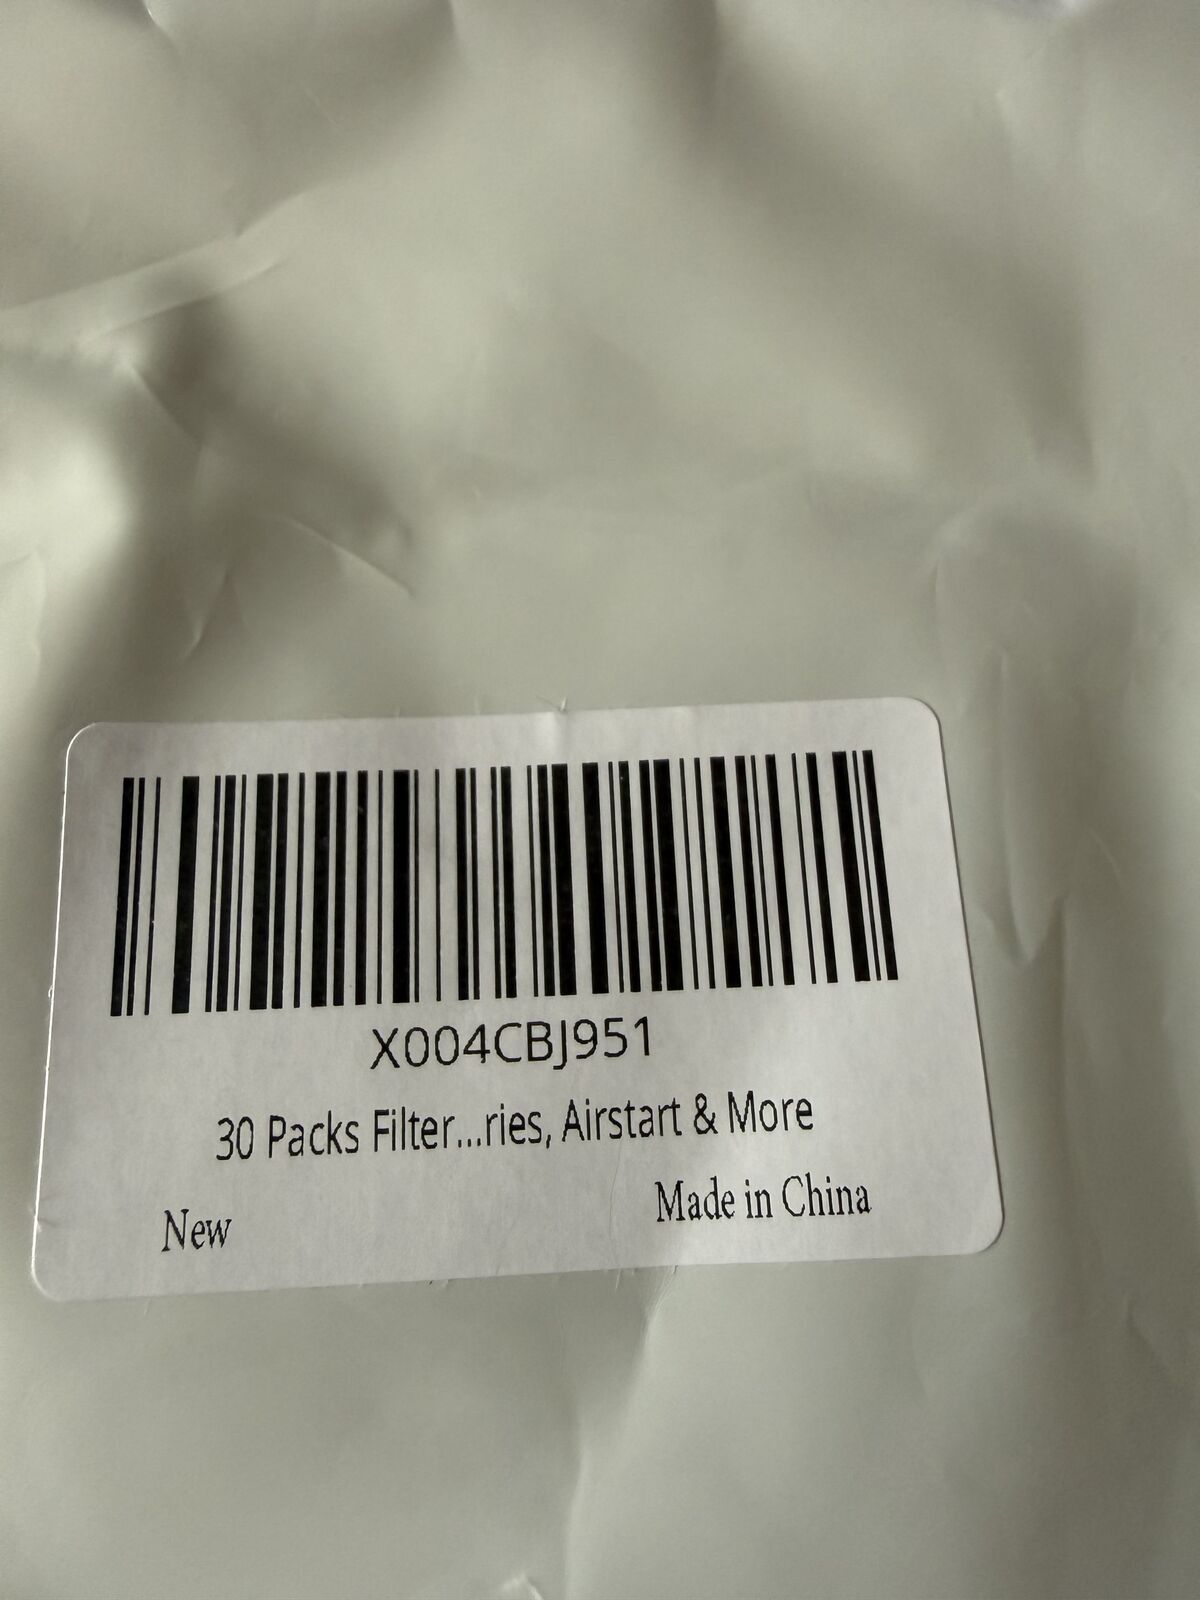 X004CBJ951
30 Packs Filter...ries, Airstart & More
New
Made in China